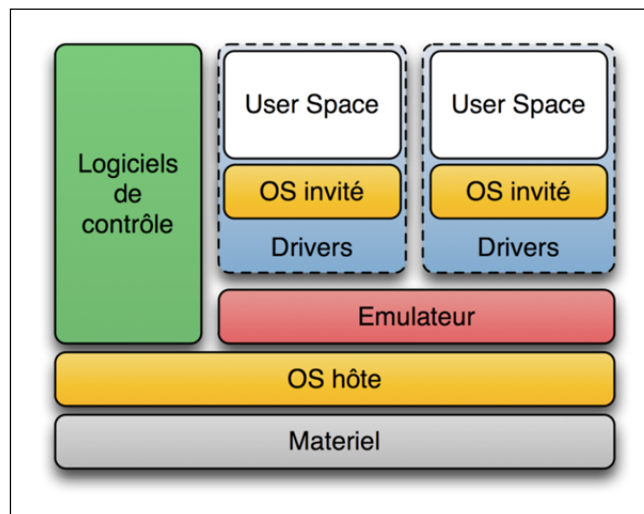 Logiciels
de
contrôle
User Space
OS invité
Drivers
User Space
OS invité
Drivers
Emulateur
OS hôte
Materiel